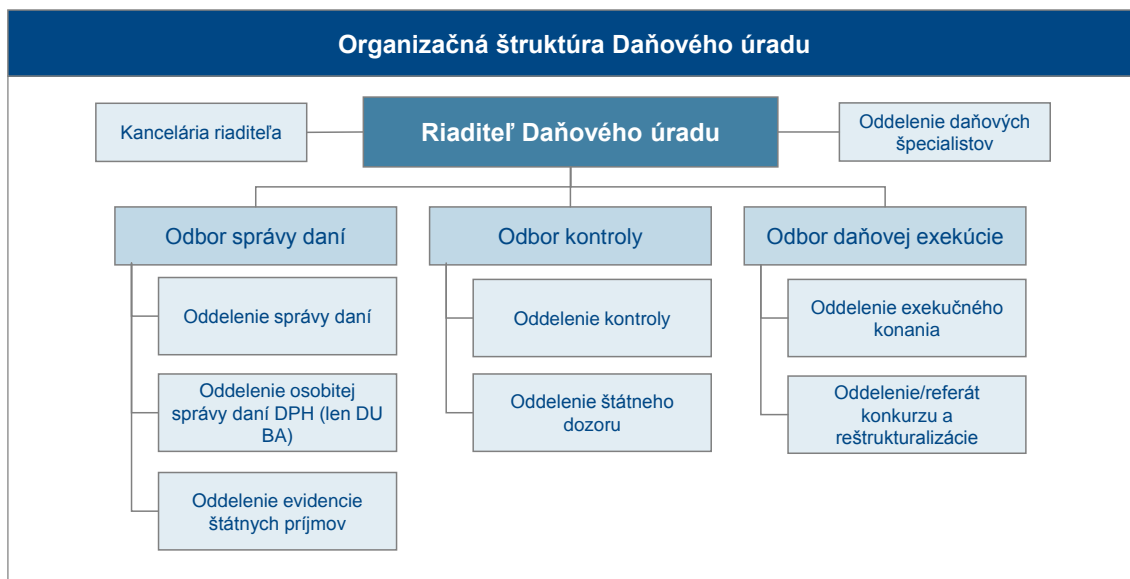 Organizačná štruktúra Daňového úradu
Kancelária riaditeľa
Riaditeľ Daňového úradu
Oddelenie daňových
špecialistov
Odbor správy daní
Odbor kontroly
Odbor daňovej exekúcie
Oddelenie správy daní
Oddelenie kontroly
Oddelenie exekučného
konania
Oddelenie osobitej
správy daní DPH (len DU
BA)
Oddelenie štátneho
dozoru
Oddelenie/referát
konkurzu a
reštrukturalizácie
Oddelenie evidencie
štátnych príjmov